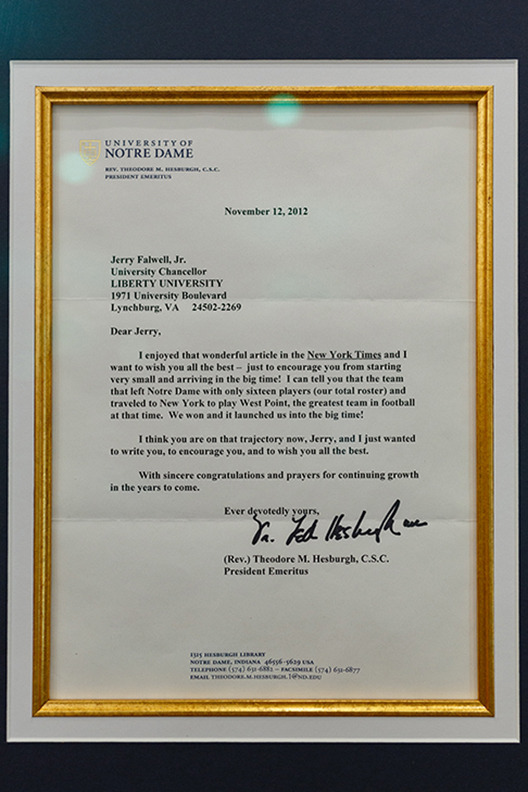 UNIVERSITY OF
NOTRE DAME
REV. THEODORE M. HESBURGH, C.S.C.
PRESIDENT EMERITUS
November 12, 2012
Jerry Falwell, Jr.
University Chancellor
LIBERTY UNIVERSITY
1971 University Boulevard
Lynchburg, VA 24502-2269
Dear Jerry,
I enjoyed that wonderful article in the New York Times and I
want to wish you all the best – just to encourage you from starting
very small and arriving in the big time! I can tell you that the team
that left Notre Dame with only sixteen players (our total roster) and
traveled to New York to play West Point, the greatest team in football
at that time. We won and it launched us into the big time!
I think you are on that trajectory now, Jerry, and I just wanted
to write you, to encourage you, and to wish you all the best.
With sincere congratulations and prayers for continuing growth
in the years to come.
Ever devotedly yours,
Ted Hesburgh
(Rev.) Theodore M. Hesburgh, C.S.C.
President Emeritus
1315 HESBURGH LIBRARY
NOTRE DAME, INDIANA 46556-5629 USA
TELEPHONE (574) 631-6882 – FACSIMILE (574) 631-6877
EMAIL THEODORE.M.HESBURGH.1@ND.EDU